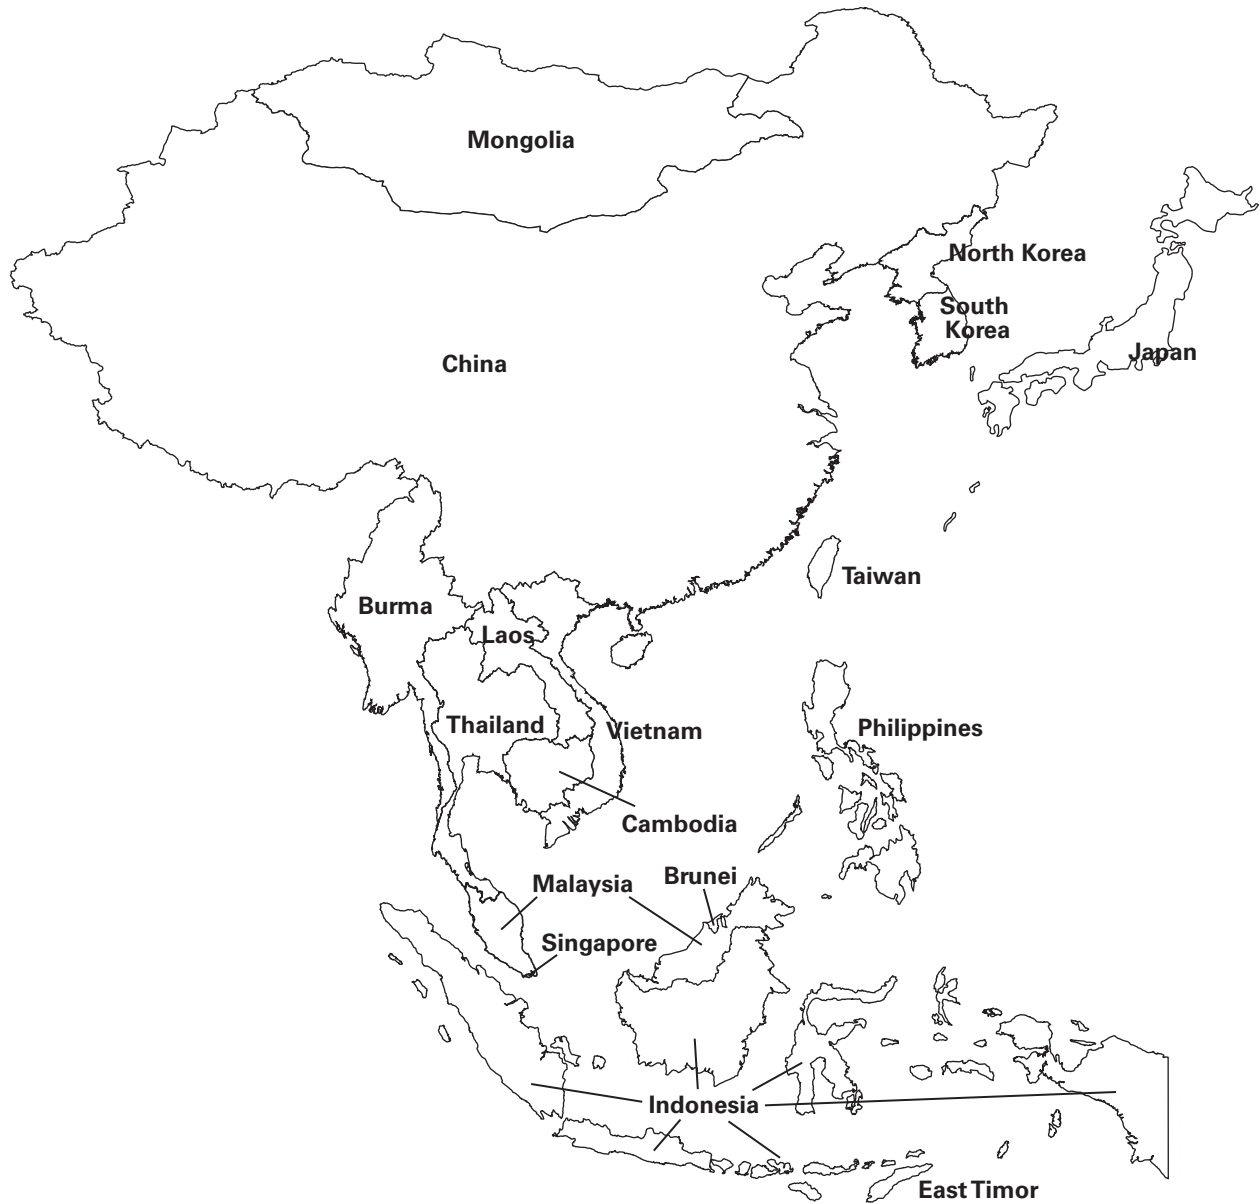 Mongolia
North Korea
South
Korea
Japan
China
Taiwan
Burma
Laos
Thailand
Vietnam
Philippines
Cambodia
Brunei
Malaysia
Singapore
Indonesia
East Timor